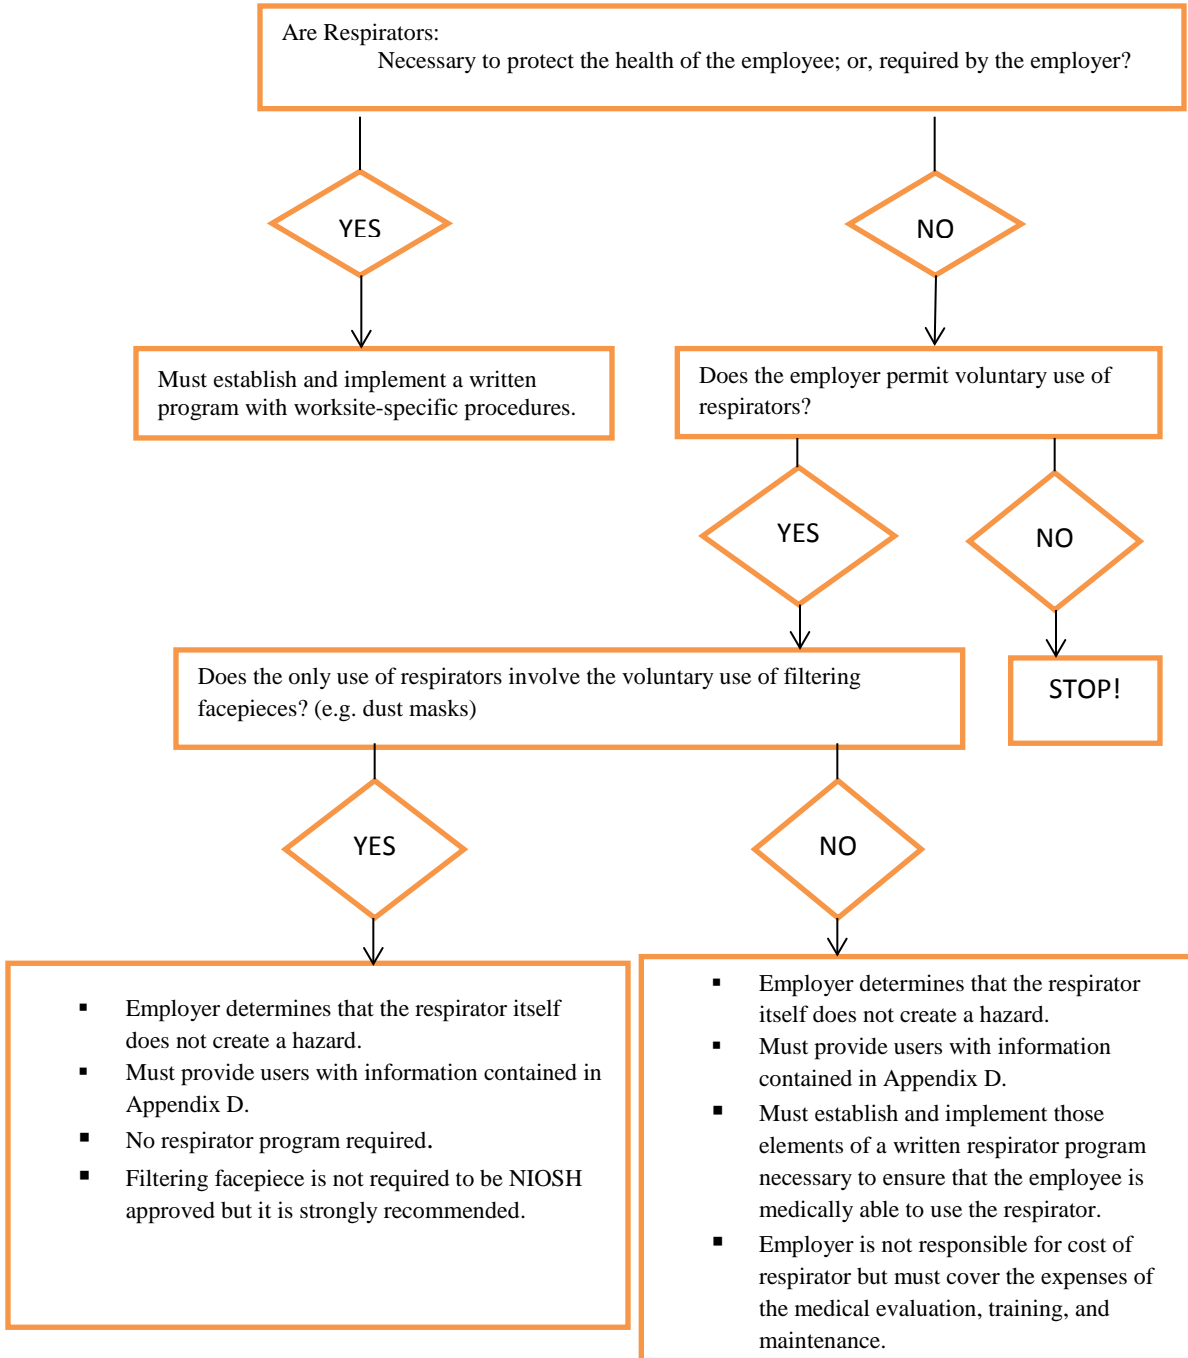 Are Respirators:
Necessary to protect the health of the employee; or, required by the employer?
YES
NO
Must establish and implement a written
program with worksite-specific procedures.
Does the employer permit voluntary use of
respirators?
YES
NO
Does the only use of respirators involve the voluntary use of filtering
facepieces? (e.g. dust masks)
STOP!
YES
NO
▪ Employer determines that the respirator itself
does not create a hazard.
▪ Must provide users with information contained in
Appendix D.
▪ No respirator program required.
▪ Filtering facepiece is not required to be NIOSH
approved but it is strongly recommended.
▪ Employer determines that the respirator
itself does not create a hazard.
▪ Must provide users with information
contained in Appendix D.
▪ Must establish and implement those
elements of a written respirator program
necessary to ensure that the employee is
medically able to use the respirator.
▪ Employer is not responsible for cost of
respirator but must cover the expenses of
the medical evaluation, training, and
maintenance.